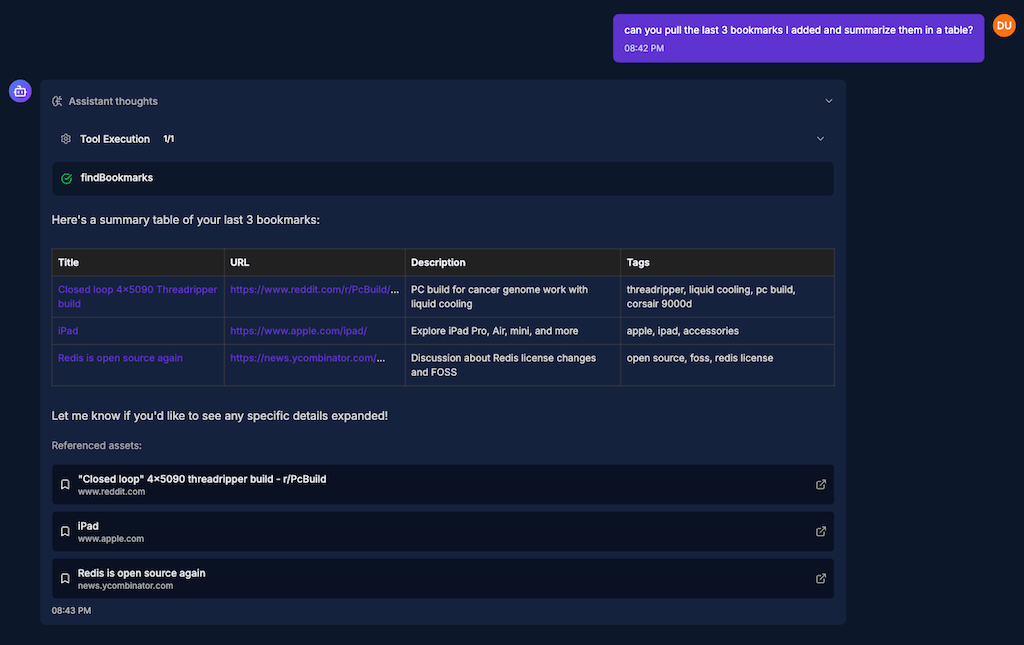 can you pull the last 3 bookmarks I added and summarize them in a table?
08:42 PM
DU
Assistant thoughts
Tool Execution 1/1
findBookmarks
Here's a summary table of your last 3 bookmarks:
Title URL Description Tags
Closed loop 4×5090 Threadripper https://www.reddit.com/r/PcBuild/... PC build for cancer genome work with threadripper, liquid cooling, pc build,
build liquid cooling corsair 9000d
iPad https://www.apple.com/ipad/ Explore iPad Pro, Air, mini, and more apple, ipad, accessories
Redis is open source again https://news.ycombinator.com/... Discussion about Redis license changes open source, foss, redis license
and FOSS
Let me know if you'd like to see any specific details expanded!
Referenced assets:
"Closed loop" 4×5090 threadripper build - r/PcBuild
www.reddit.com
iPad
www.apple.com
Redis is open source again
news.ycombinator.com
08:43 PM